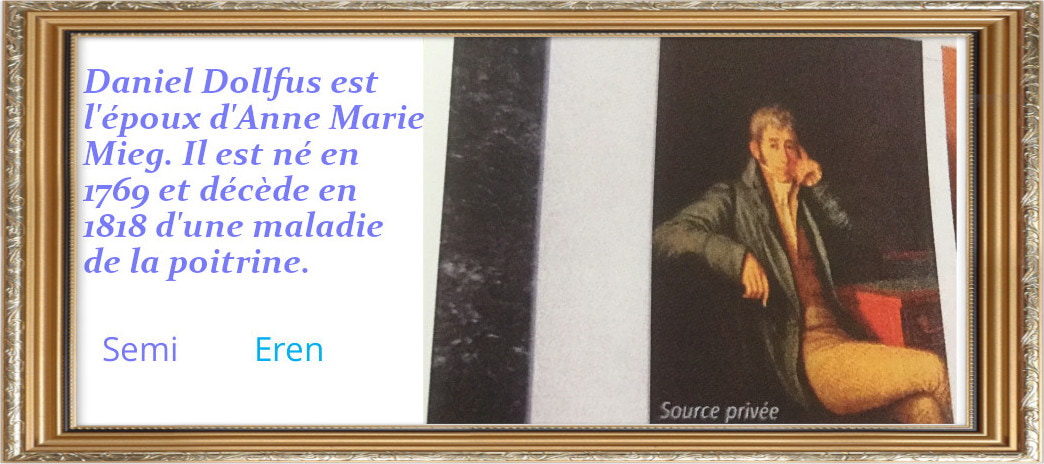 Daniel Dollfus est
l'époux d'Anne Marie
Mieg. Il est né en
1769 et décède en
1818 d'une maladie
de la poitrine.
Semi Eren
Source privée